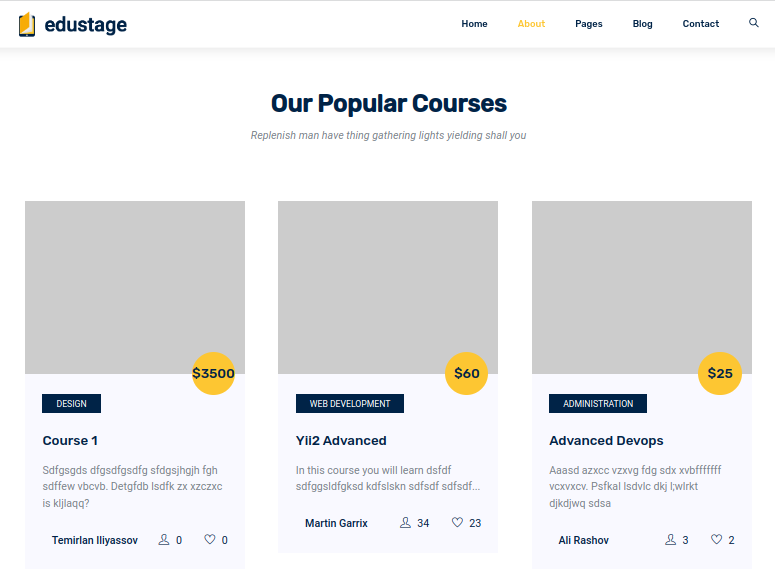 edustage
Home About Pages Blog Contact
Our Popular Courses
Replenish man have thing gathering lights yielding shall you
$3500
DESIGN
Course 1
Sdfgsgds dfgsdfgsdfg sfdgsjhgjh fgh
sdffew vbcvb. Detgfdb lsdfk zx xzczxc
is kljlaqq?
Temirlan Iliyassov 0 0
$60
WEB DEVELOPMENT
Yii2 Advanced
In this course you will learn dsfdf
sdfggsldfgksd kdfslskn sdfsdf sdfsdf...
Martin Garrix 34 23
$25
ADMINISTRATION
Advanced Devops
Aaasd azxcc vzxvg fdg sdx xvbfffffff
vcxvxcv. Psfkal lsdvlc dkj l;wlrkt
djkdjwq sdsa
Ali Rashov 3 2